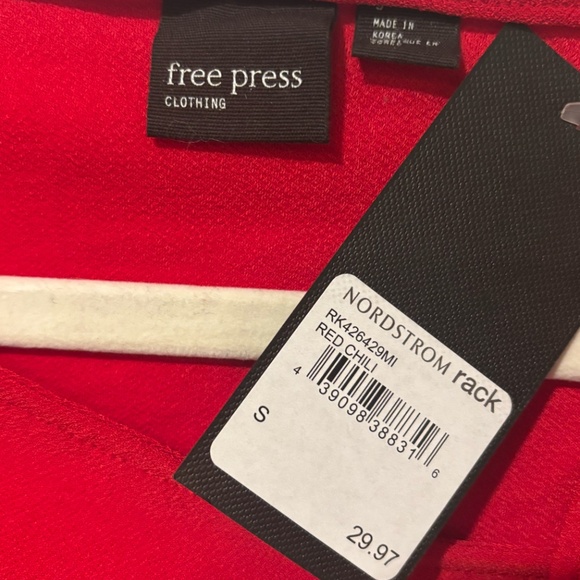 free press
CLOTHING
MADE IN
KOREA
NORDSTROM rack
RK426429MI
RED CHILI
4 39098 38831 6
S
29.97